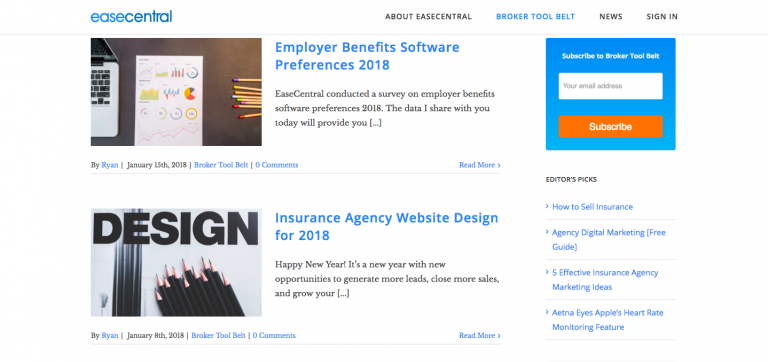 easecentral
ABOUT EASECENTRAL
BROKER TOOL BELT
NEWS
SIGN IN
Employer Benefits Software
Preferences 2018
EaseCentral conducted a survey on employer benefits
software preferences 2018. The data I share with you
today will provide you [...]
By Ryan | January 15th, 2018 | Broker Tool Belt | 0 Comments
Read More >
DESIGN
Insurance Agency Website Design
for 2018
Happy New Year! It's a new year with new
opportunities to generate more leads, close more sales,
and grow your [...]
By Ryan | January 8th, 2018 | Broker Tool Belt | 0 Comments
Read More >
Subscribe to Broker Tool Belt
Your email address
Subscribe
EDITOR'S PICKS
> How to Sell Insurance
> Agency Digital Marketing [Free
Guide]
> 5 Effective Insurance Agency
Marketing Ideas
> Aetna Eyes Apple's Heart Rate
Monitoring Feature